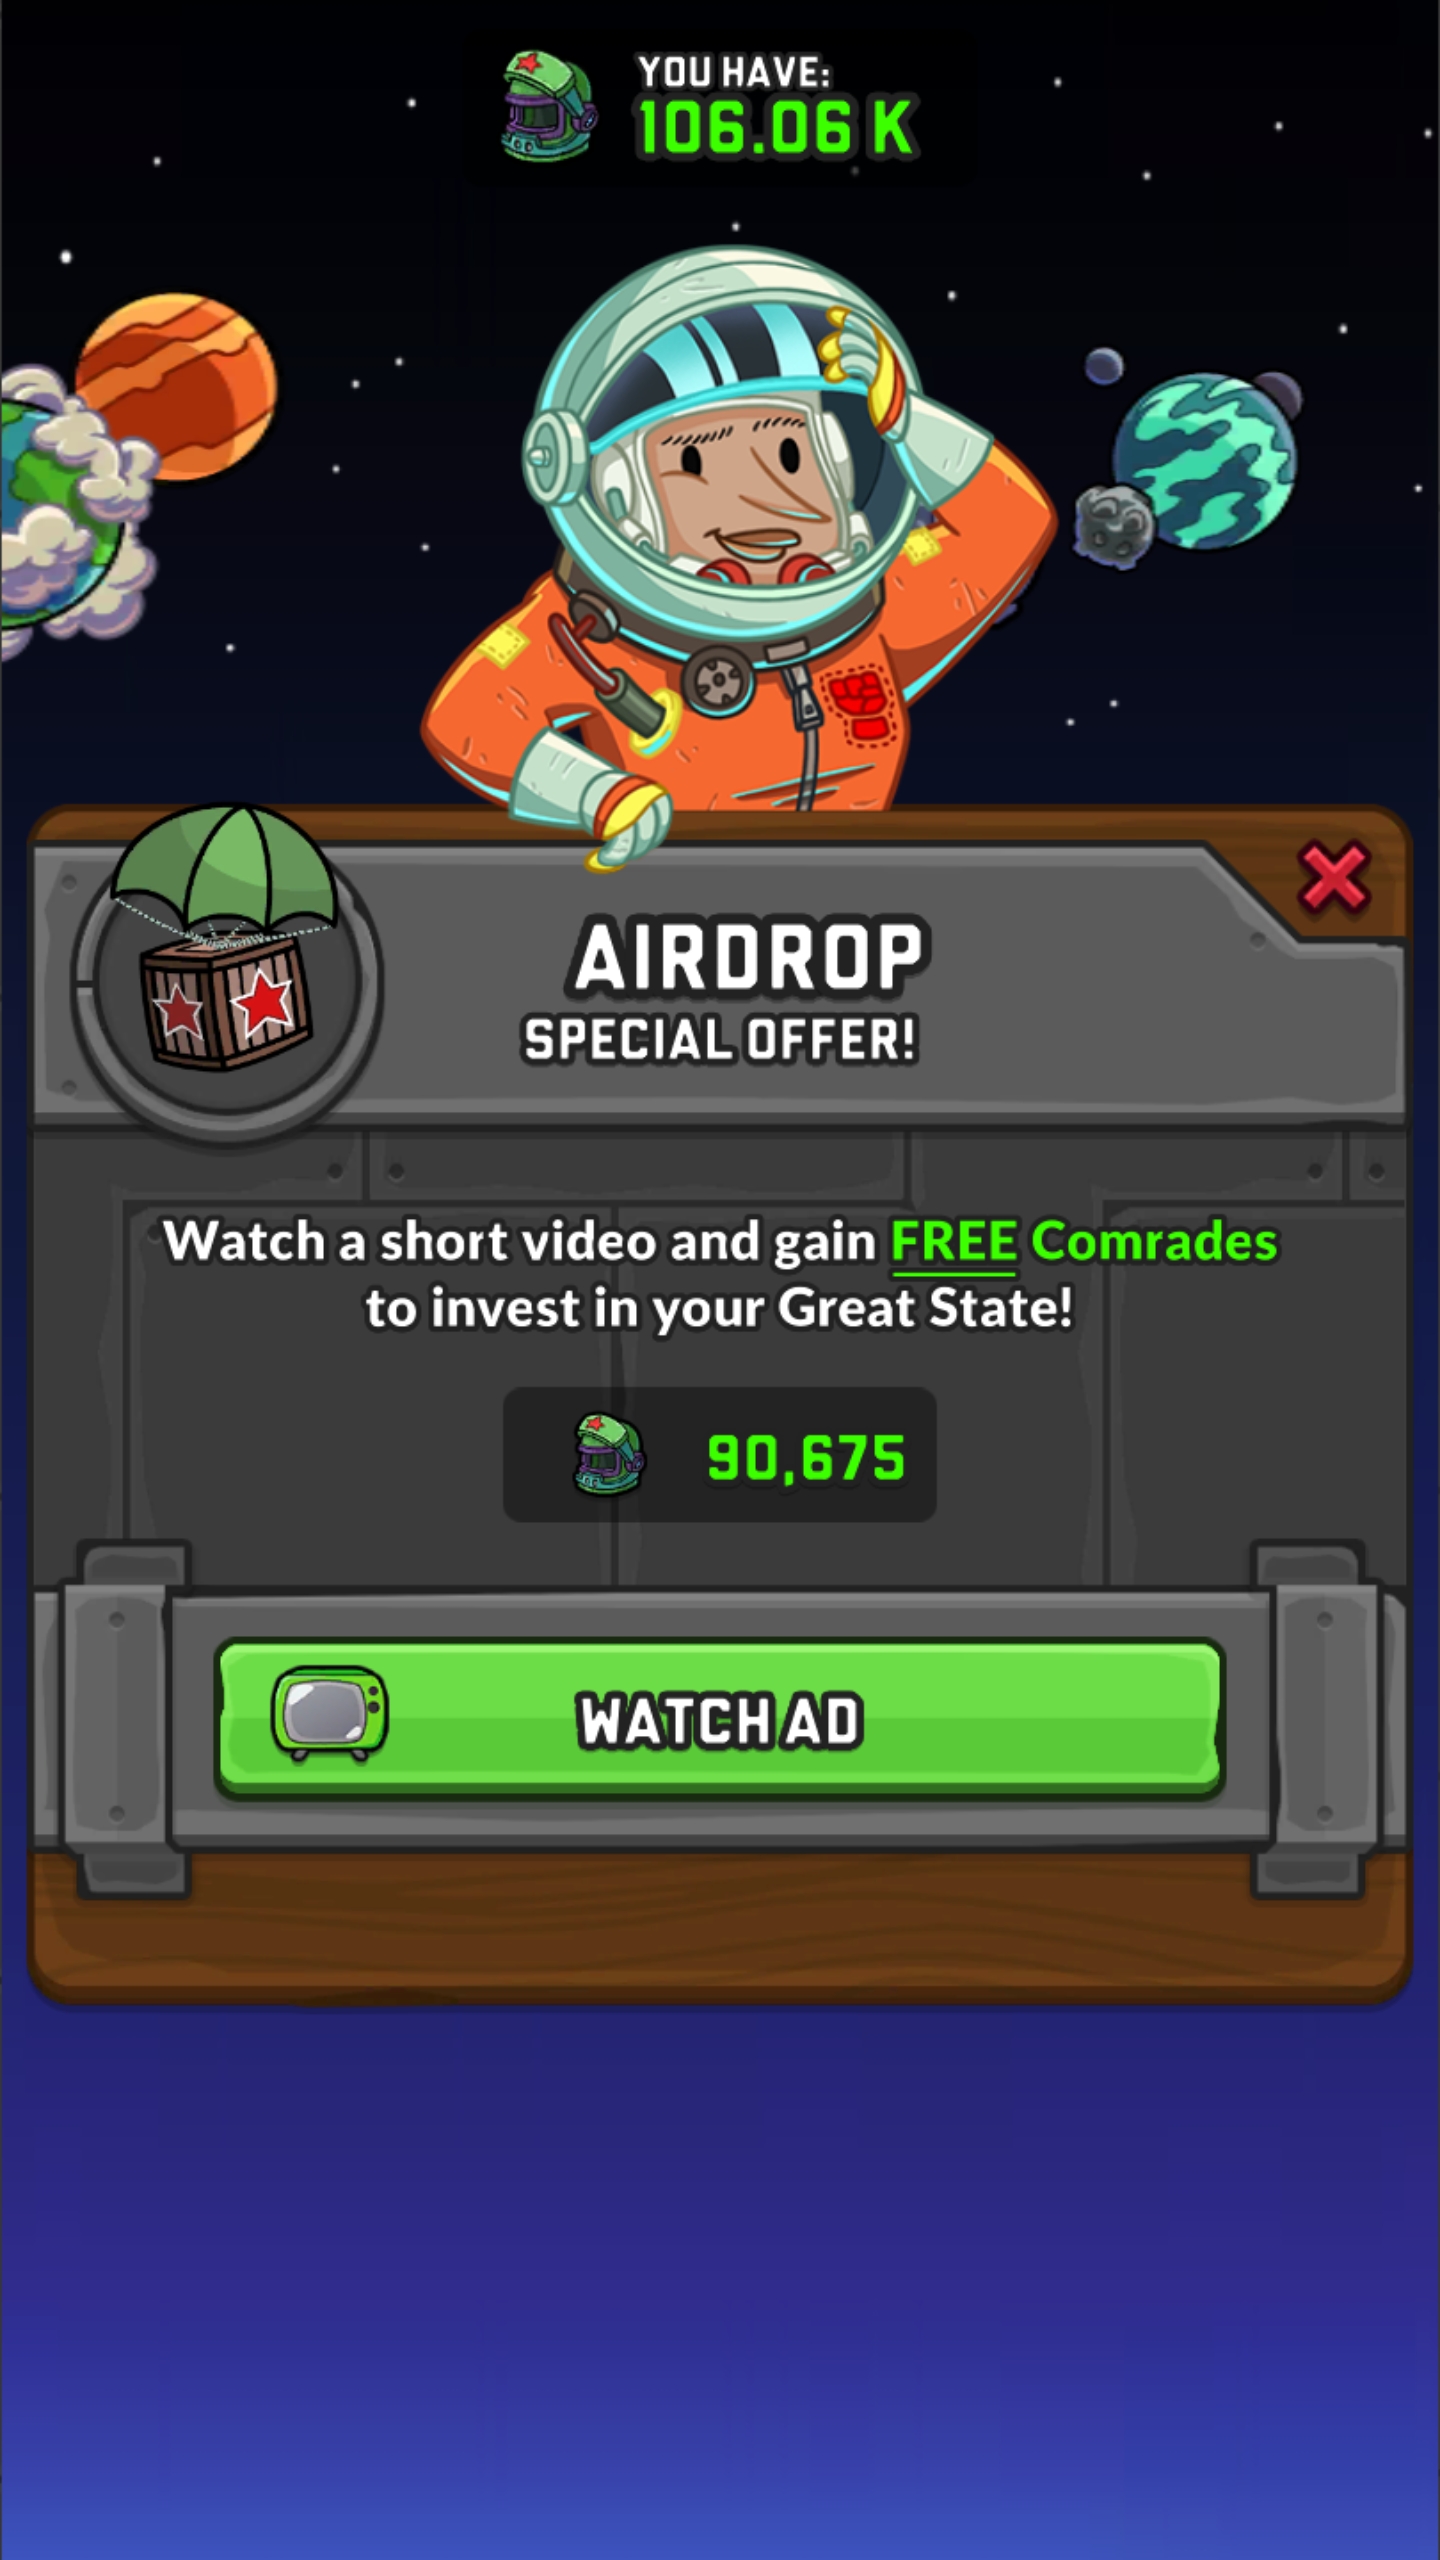 YOU HAVE:
106.06 K
AIRDROP
SPECIAL OFFER!
Watch a short video and gain FREE Comrades
to invest in your Great State!
90,675
WATCH AD